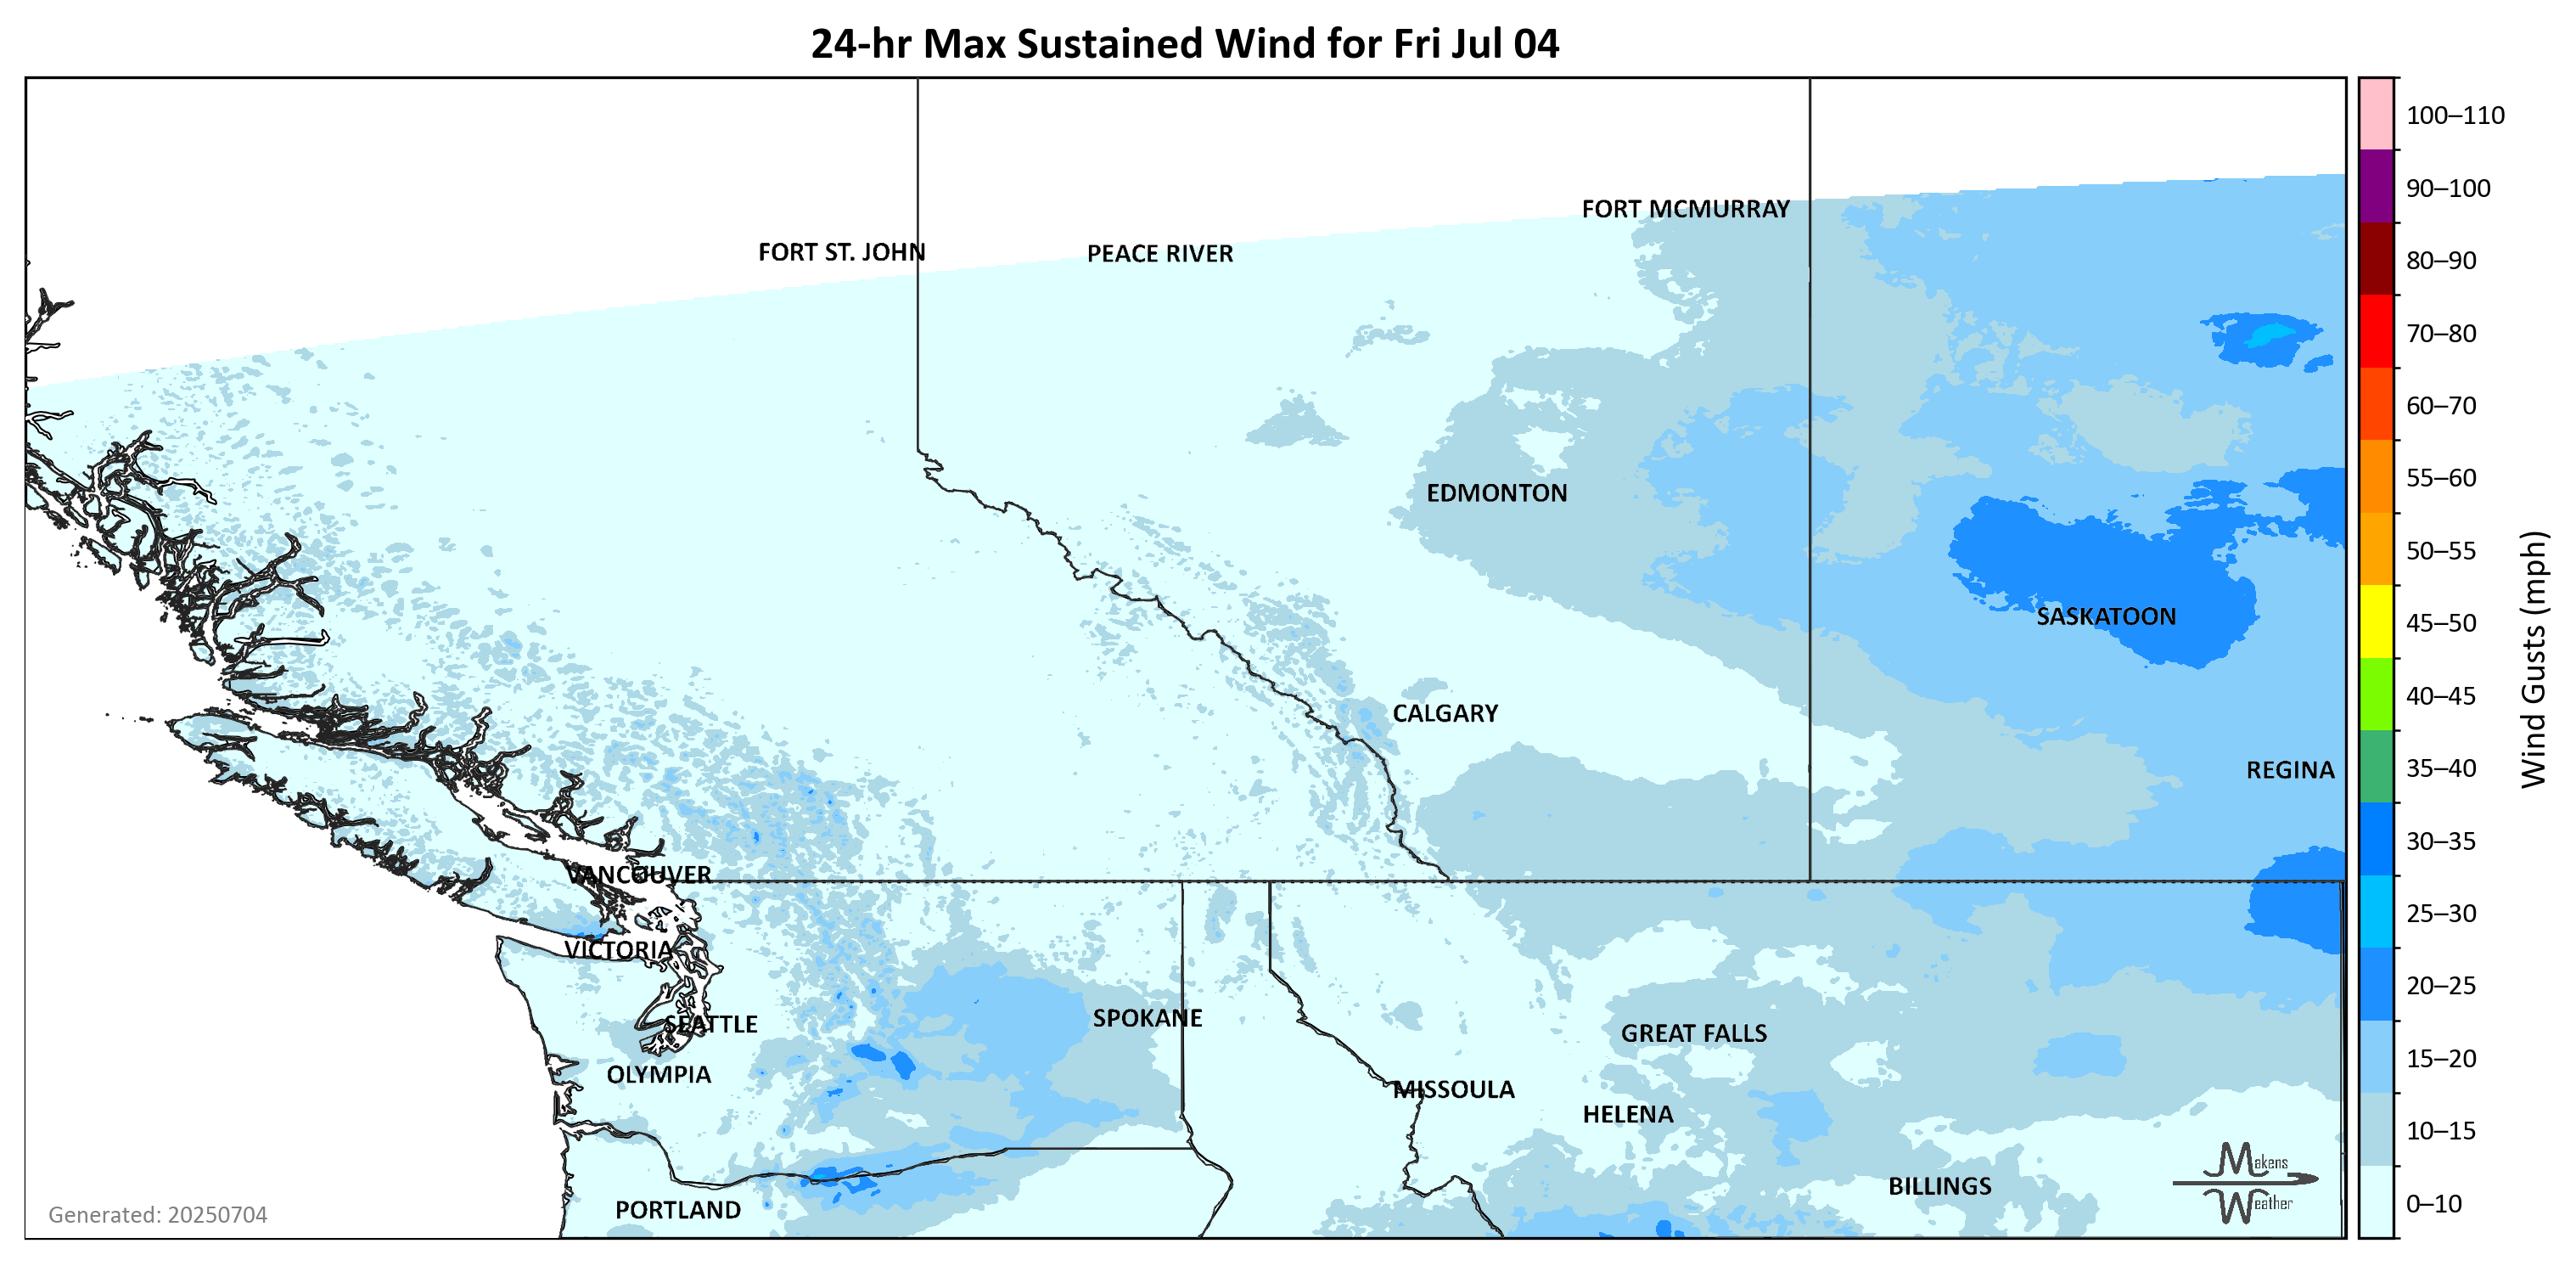 24-hr Max Sustained Wind for Fri Jul 04
100–110
90–100
80–90
70–80
60–70
55–60
50–55
45–50
40–45
35–40
30–35
25–30
20–25
15–20
10–15
0–10
Wind Gusts (mph)
FORT MCMURRAY
FORT ST. JOHN
PEACE RIVER
EDMONTON
SASKATOON
CALGARY
REGINA
VANCOUVER
VICTORIA
SEATTLE
SPOKANE
GREAT FALLS
OLYMPIA
MISSOULA
HELENA
BILLINGS
PORTLAND
Makens
Weather
Generated: 20250704